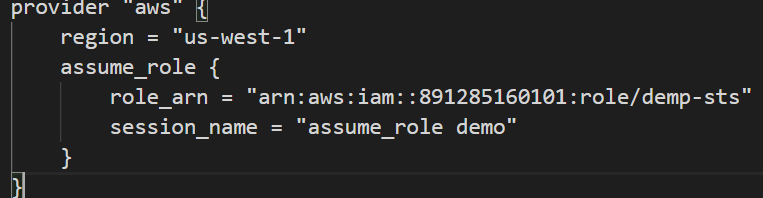 provider "aws" {
    region = "us-west-1"
    assume_role {
        role_arn = "arn:aws:iam::891285160101:role/demp-sts"
        session_name = "assume_role demo"
    }
}